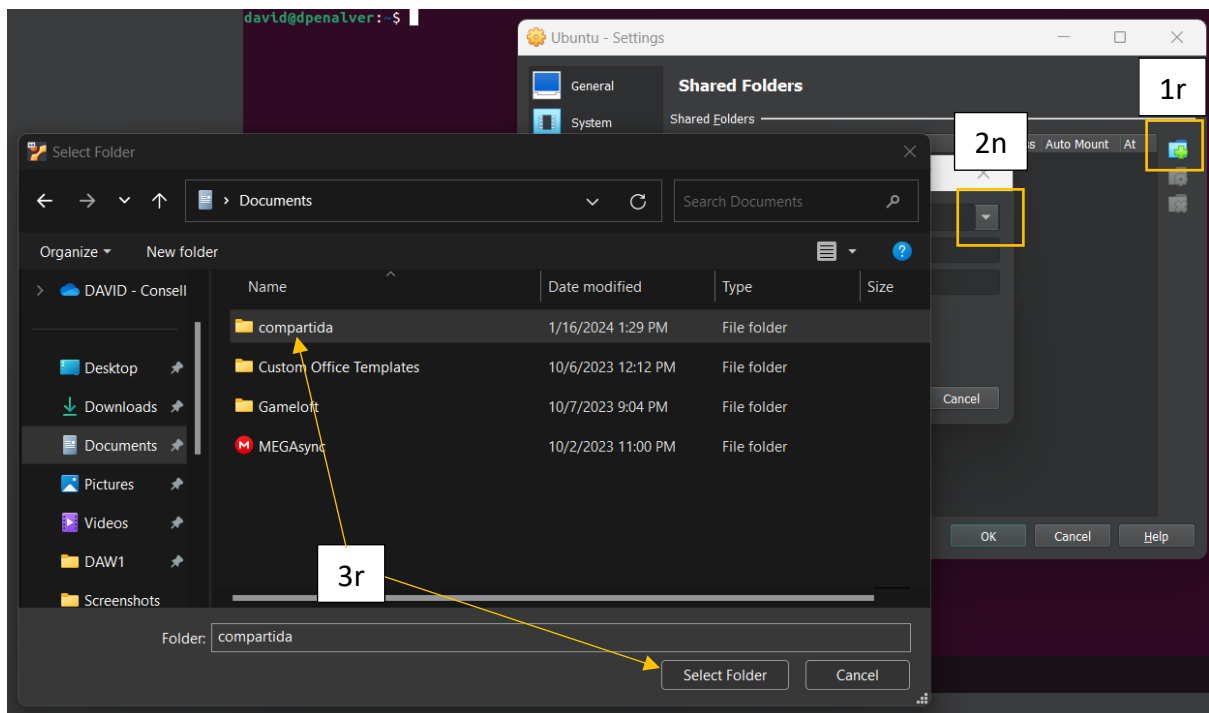 david@dpenalver:~$
Ubuntu - Settings
General
Shared Folders
1r
System
Shared Folders
2n
s Auto Mount At
Select Folder
Documents
Search Documents
Organize
New folder
DAVID - Consell
Name
Date modified
Type
Size
compartida
1/16/2024 1:29 PM
File folder
Desktop
Custom Office Templates
10/6/2023 12:12 PM
File folder
Downloads
Gameloft
10/7/2023 9:04 PM
File folder
Cancel
Documents
MEGAsync
10/2/2023 11:00 PM
File folder
Pictures
Videos
OK
Cancel
Help
DAW1
3r
Screenshots
Folder:
compartida
Select Folder
Cancel